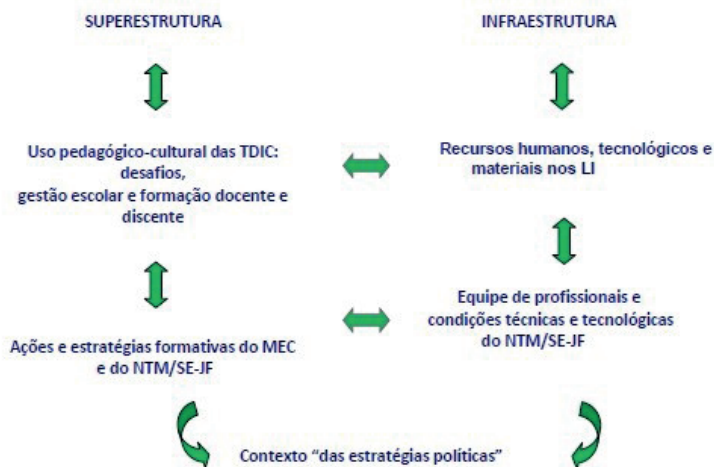 SUPERESTRUTURA
INFRAESTRUTURA
Uso pedagógico-cultural das TDIC:
desafios,
gestão escolar e formação docente e
discente
Recursos humanos, tecnológicos e
materiais nos LI
Ações e estratégias formativas do MEC
e do NTM/SE-JF
Equipe de profissionais e
condições técnicas e tecnológicas
do NTM/SE-JF
Contexto “das estratégias políticas”